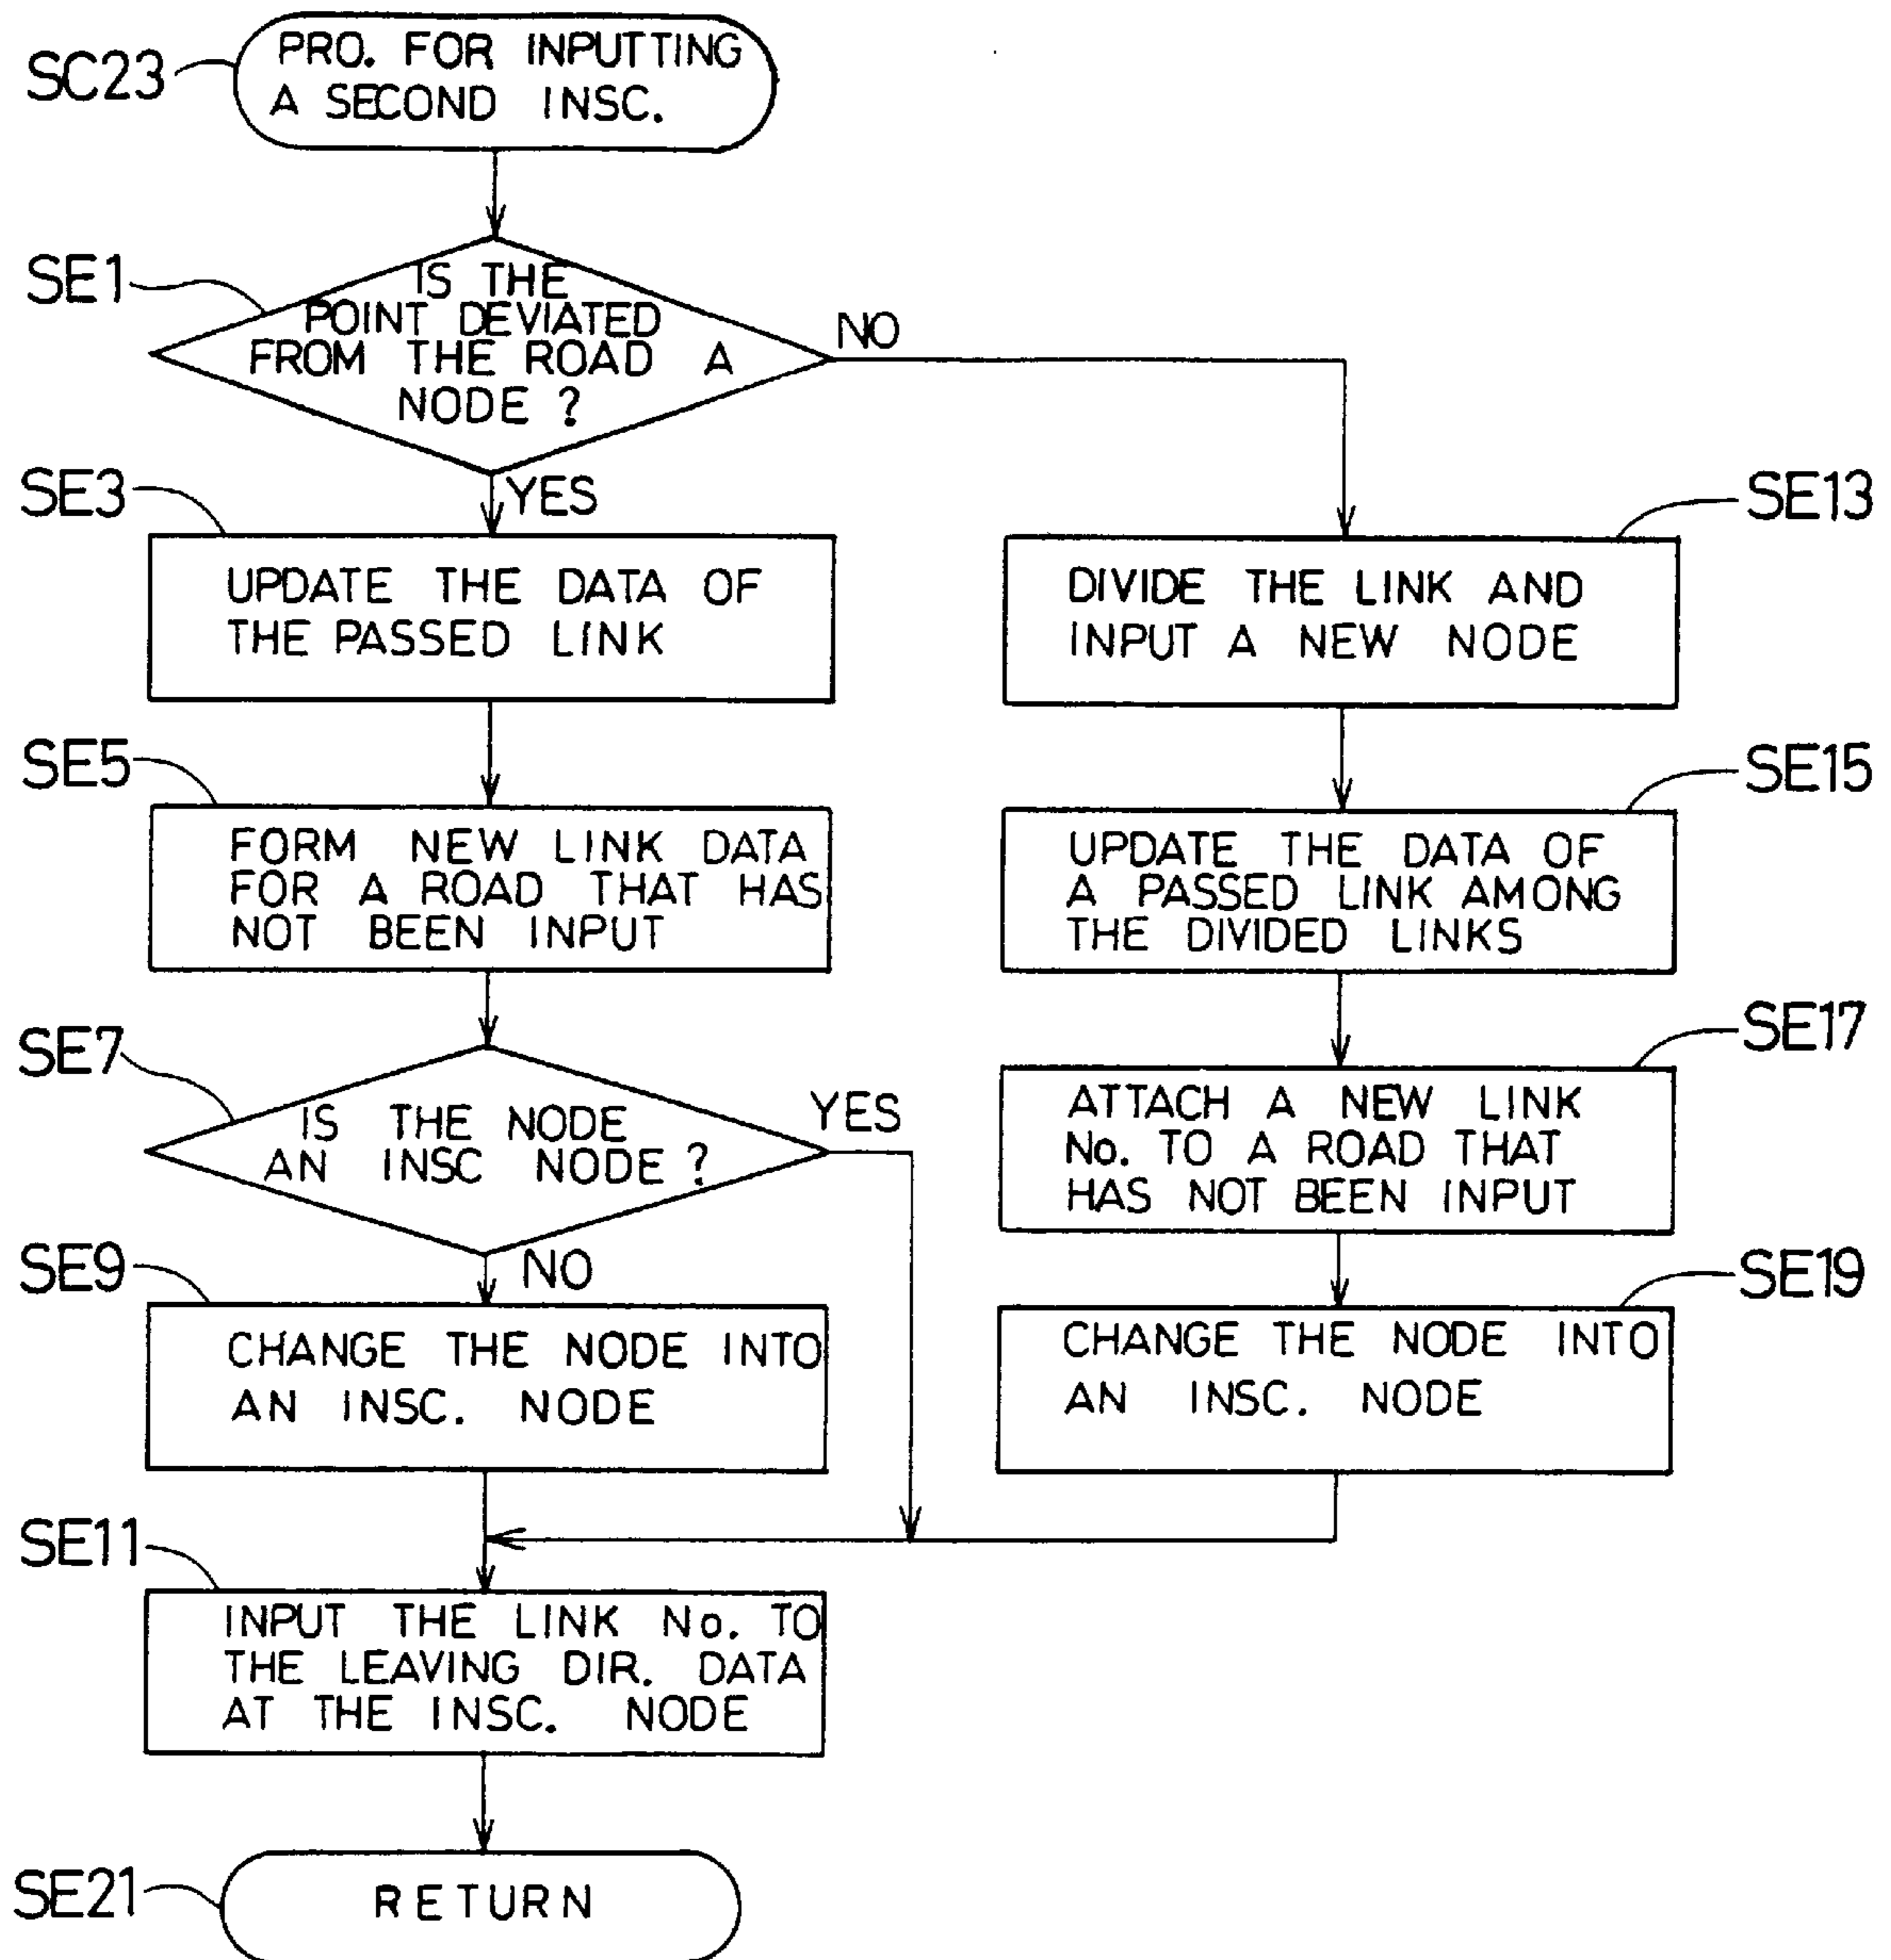 SC23
PRO. FOR INPUTTING
A SECOND INSC.
SE1
IS THE
POINT DEVIATED
FROM THE ROAD A
NODE ?
NO
YES
SE3
UPDATE THE DATA OF
THE PASSED LINK
SE13
DIVIDE THE LINK AND
INPUT A NEW NODE
SE5
FORM NEW LINK DATA
FOR A ROAD THAT HAS
NOT BEEN INPUT
SE15
UPDATE THE DATA OF
A PASSED LINK AMONG
THE DIVIDED LINKS
SE7
IS THE NODE
AN INSC NODE ?
YES
NO
SE17
ATTACH A NEW LINK
No. TO A ROAD THAT
HAS NOT BEEN INPUT
SE9
CHANGE THE NODE INTO
AN INSC. NODE
SE19
CHANGE THE NODE INTO
AN INSC. NODE
SE11
INPUT THE LINK No. TO
THE LEAVING DIR. DATA
AT THE INSC. NODE
SE21
RETURN